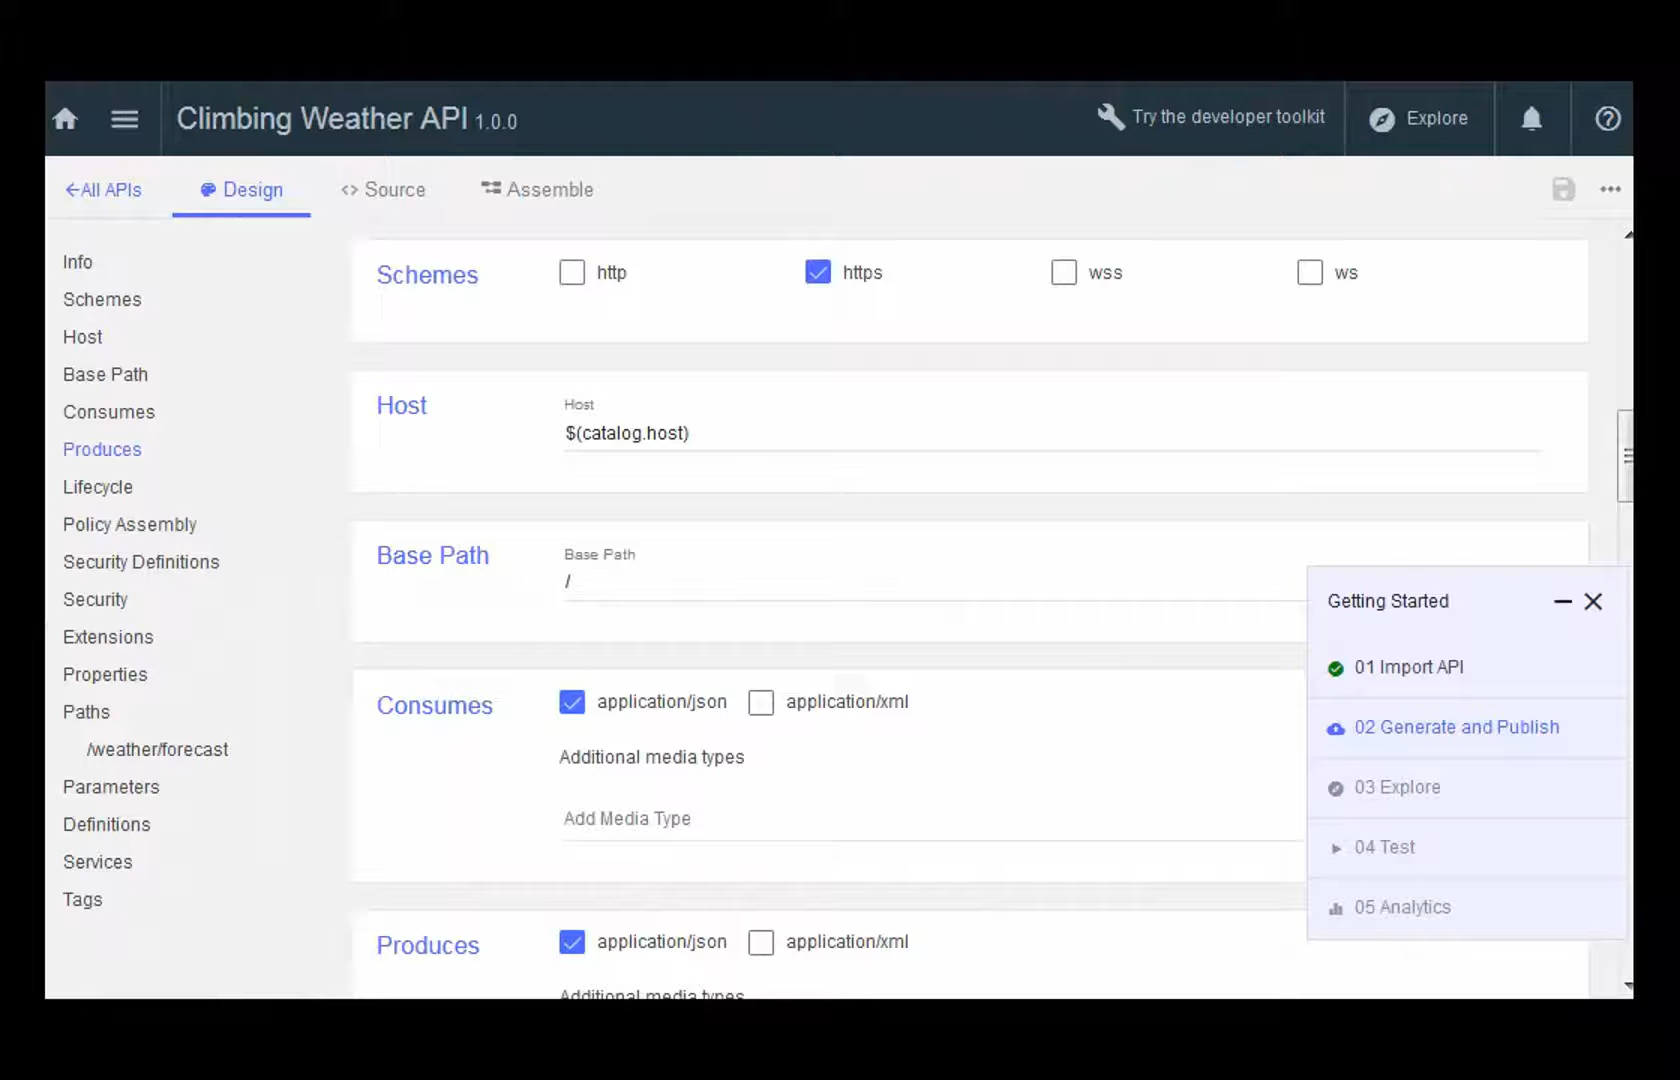 Climbing Weather API 1.0.0
Try the developer toolkit
Explore
All APIs
Design
Source
Assemble
Info
Schemes
Host
Base Path
Consumes
Produces
Lifecycle
Policy Assembly
Security Definitions
Security
Extensions
Properties
Paths
/weather/forecast
Parameters
Definitions
Services
Tags
Schemes
http
https
wss
ws
Host
Host
$(catalog.host)
Base Path
Base Path
/
Consumes
application/json
application/xml
Additional media types
Add Media Type
Produces
application/json
application/xml
Additional media types
Getting Started
01 Import API
02 Generate and Publish
03 Explore
04 Test
05 Analytics